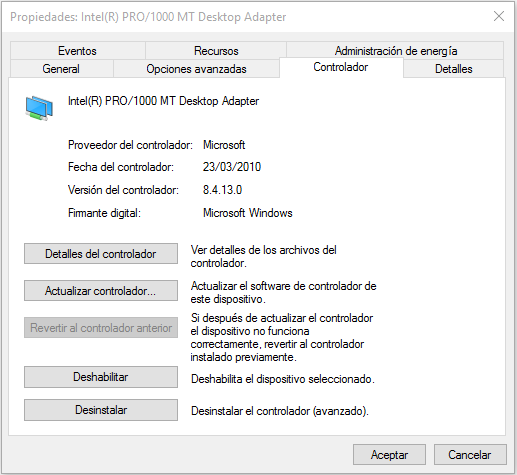 Propiedades: Intel(R) PRO/1000 MT Desktop Adapter
Eventos
Recursos
Administración de energía
General
Opciones avanzadas
Controlador
Detalles
Intel(R) PRO/1000 MT Desktop Adapter
Proveedor del controlador: Microsoft
Fecha del controlador: 23/03/2010
Versión del controlador: 8.4.13.0
Firmante digital: Microsoft Windows
Detalles del controlador
Ver detalles de los archivos del
controlador.
Actualizar controlador...
Actualizar el software de controlador de
este dispositivo.
Revertir al controlador anterior
Si después de actualizar el controlador
el dispositivo no funciona
correctamente, revertir al controlador
instalado previamente.
Deshabilitar
Deshabilita el dispositivo seleccionado.
Desinstalar
Desinstalar el controlador (avanzado).
Aceptar
Cancelar